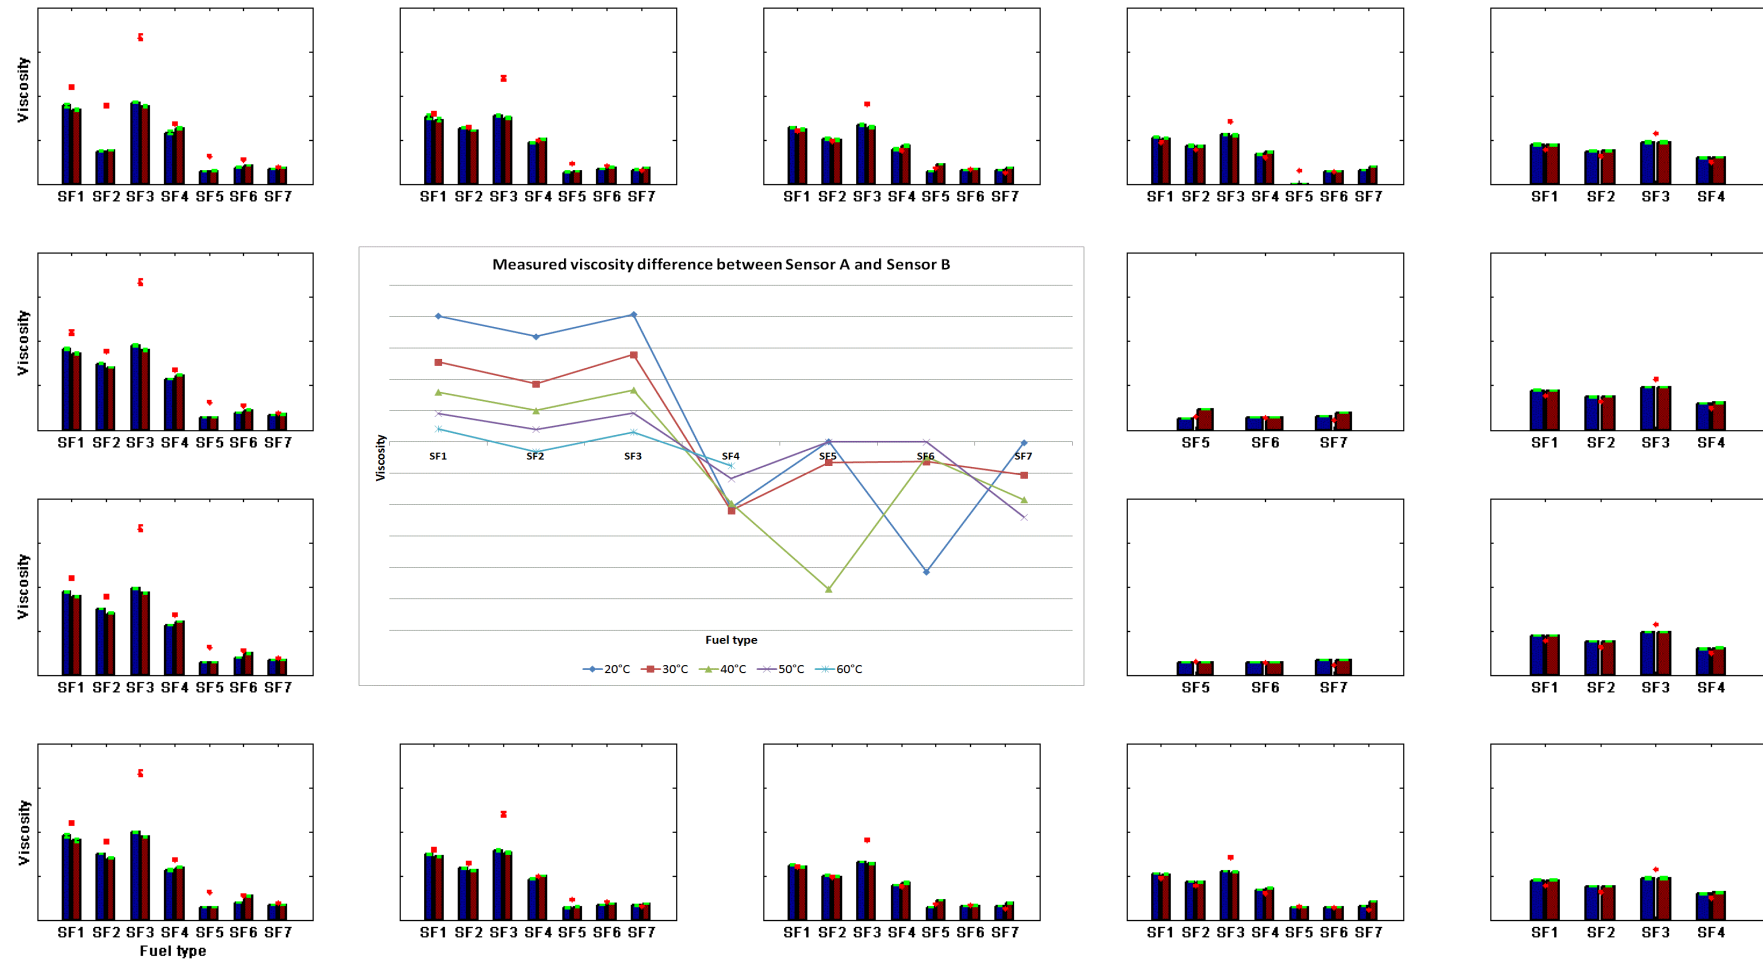 Viscosity
SF1 SF2 SF3 SF4 SF5 SF6 SF7
SF1 SF2 SF3 SF4 SF5 SF6 SF7
SF1 SF2 SF3 SF4 SF5 SF6 SF7
SF1 SF2 SF3 SF4 SF5 SF6 SF7
SF1 SF2 SF3 SF4
Viscosity
SF1 SF2 SF3 SF4 SF5 SF6 SF7
Measured viscosity difference between Sensor A and Sensor B
Viscosity
SF1 SF2 SF3 SF4 SF5 SF6 SF7
Fuel type
20°C 30°C 40°C 50°C 60°C
SF5 SF6 SF7
SF1 SF2 SF3 SF4
Viscosity
SF1 SF2 SF3 SF4 SF5 SF6 SF7
SF5 SF6 SF7
SF1 SF2 SF3 SF4
Viscosity
SF1 SF2 SF3 SF4 SF5 SF6 SF7
Fuel type
SF1 SF2 SF3 SF4 SF5 SF6 SF7
SF1 SF2 SF3 SF4 SF5 SF6 SF7
SF1 SF2 SF3 SF4 SF5 SF6 SF7
SF1 SF2 SF3 SF4